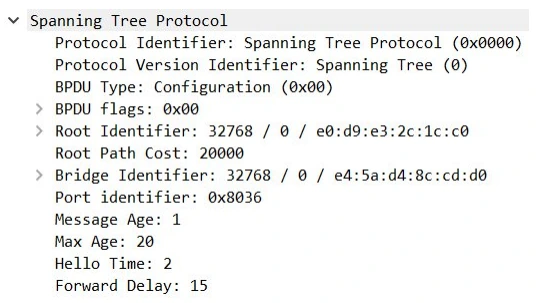 Spanning Tree Protocol
Protocol Identifier: Spanning Tree Protocol (0x0000)
Protocol Version Identifier: Spanning Tree (0)
BPDU Type: Configuration (0x00)
BPDU flags: 0x00
Root Identifier: 32768 / 0 / e0:d9:e3:2c:1c:c0
Root Path Cost: 20000
Bridge Identifier: 32768 / 0 / e4:5a:d4:8c:cd:d0
Port identifier: 0x8036
Message Age: 1
Max Age: 20
Hello Time: 2
Forward Delay: 15